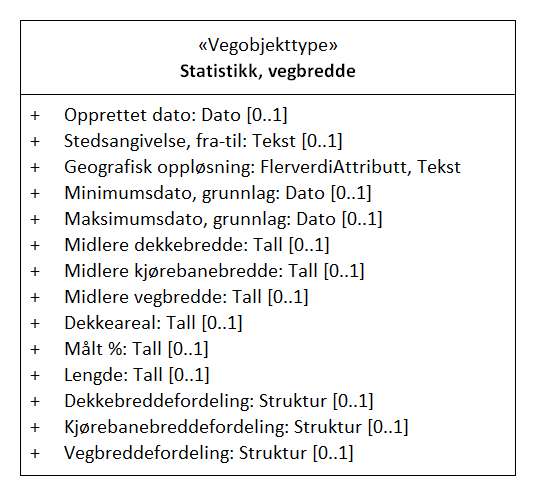 «Vegobjekttype»
Statistikk, vegbredde
+ Opprettet dato: Dato [0..1]
+ Stedsangivelse, fra-til: Tekst [0..1]
+ Geografisk oppløsning: FlerverdiAttributt, Tekst
+ Minimumsdato, grunnlag: Dato [0..1]
+ Maksimumsdato, grunnlag: Dato [0..1]
+ Midlere dekkebredde: Tall [0..1]
+ Midlere kjørebanebredde: Tall [0..1]
+ Midlere vegbredde: Tall [0..1]
+ Dekkeareal: Tall [0..1]
+ Målt %: Tall [0..1]
+ Lengde: Tall [0..1]
+ Dekkebreddefordeling: Struktur [0..1]
+ Kjørebanebreddefordeling: Struktur [0..1]
+ Vegbreddefordeling: Struktur [0..1]